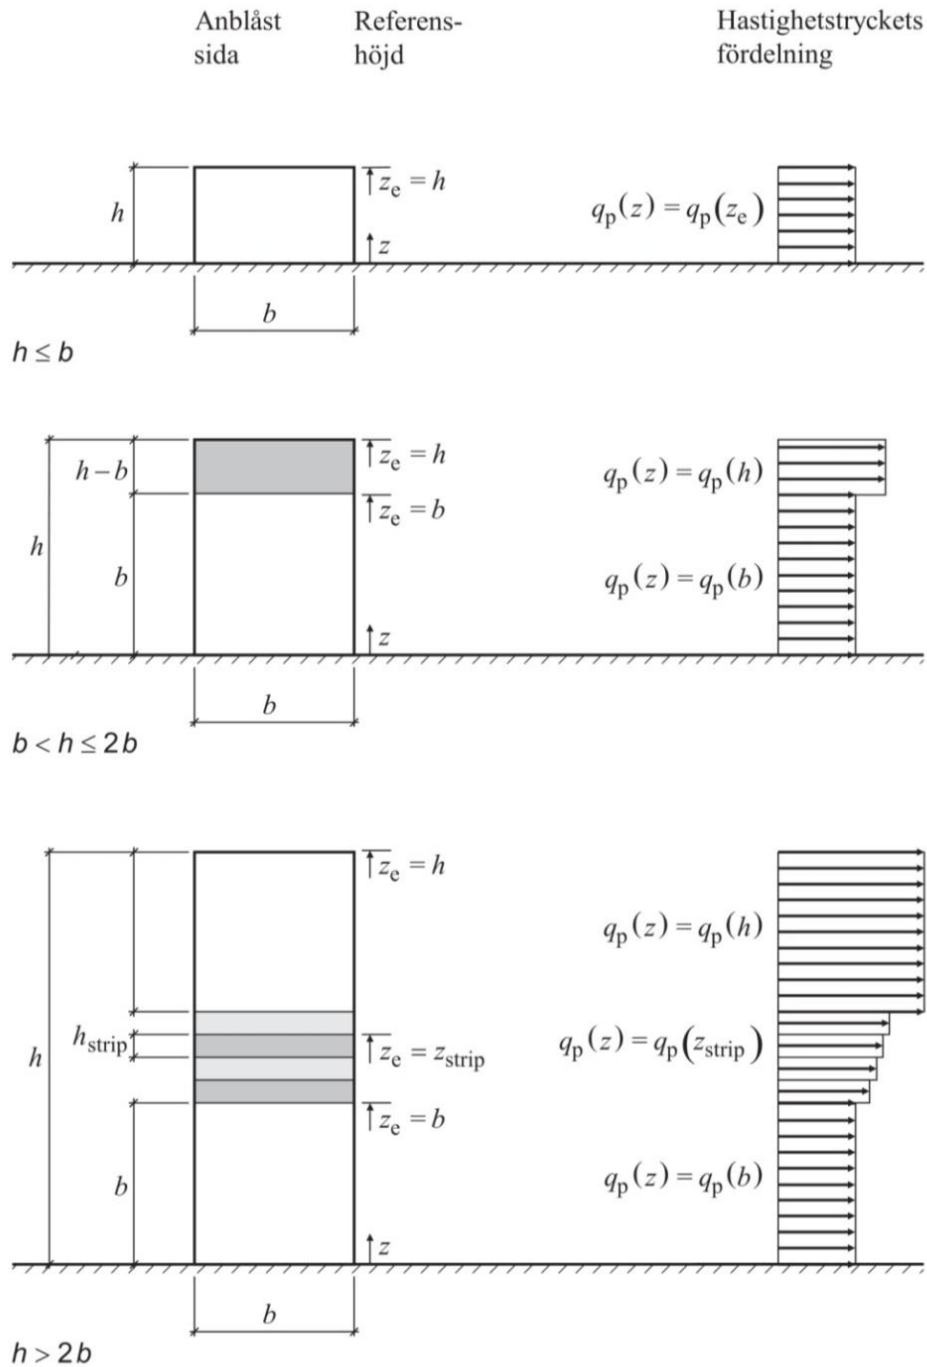 Anblåst
sida
Referens-
höjd
Hastighetstryckets
fördelning
h
z_e = h
z
q_p(z) = q_p(z_e)
b
h ≤ b
h
h – b
b
z_e = h
z_e = b
z
q_p(z) = q_p(h)
q_p(z) = q_p(b)
b
b < h ≤ 2b
h
h_strip
b
z_e = h
z_e = z_strip
z_e = b
z
q_p(z) = q_p(h)
q_p(z) = q_p(z_strip)
q_p(z) = q_p(b)
b
h > 2b